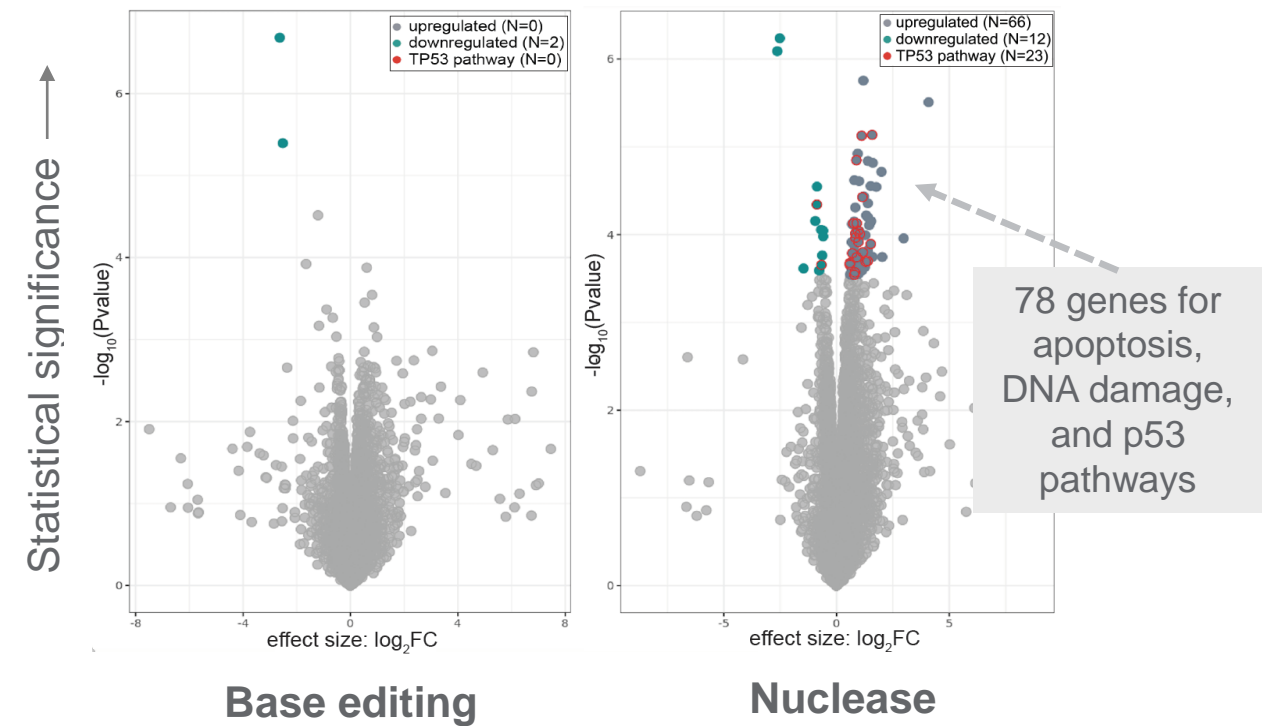 Statistical significance
upregulated (N=0)
downregulated (N=2)
TP53 pathway (N=0)
6
4
2
0
-log10(Pvalue)
-8
-4
0
4
8
effect size: log2FC
Base editing
upregulated (N=66)
downregulated (N=12)
TP53 pathway (N=23)
6
4
2
0
-log10(Pvalue)
-5
0
5
effect size: log2FC
Nuclease
78 genes for
apoptosis,
DNA damage,
and p53
pathways